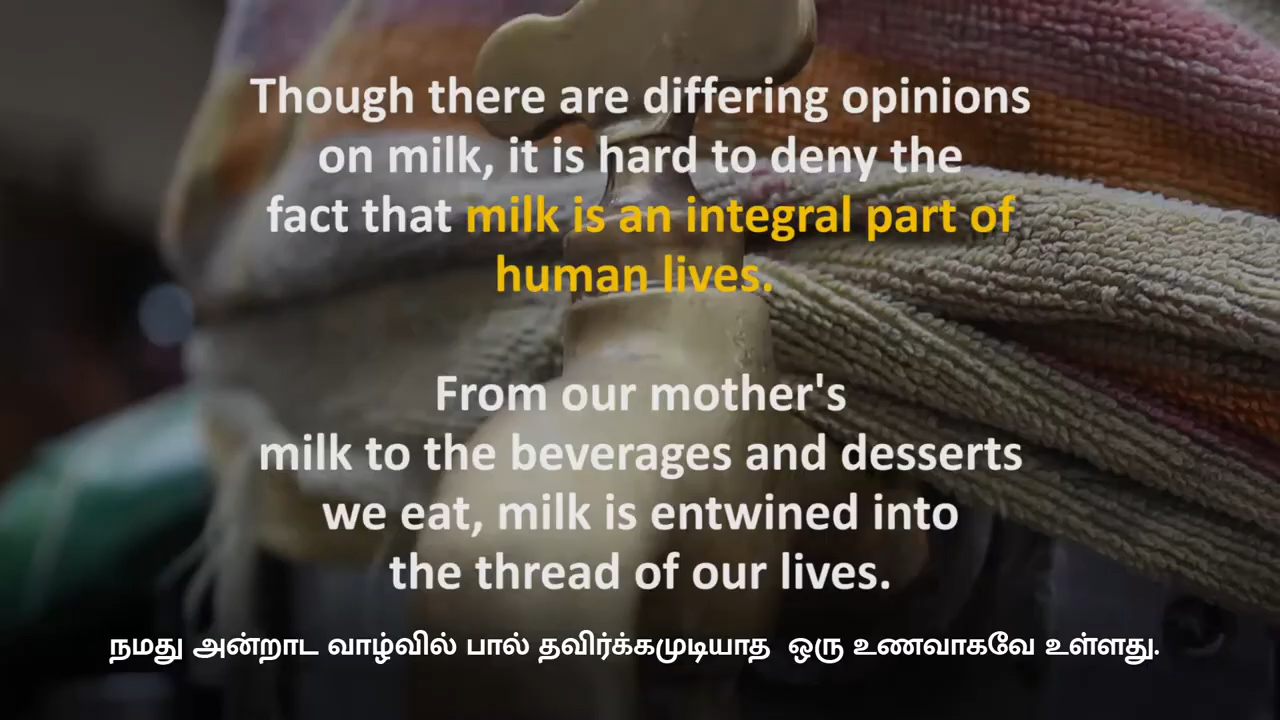 Though there are differing opinions
on milk, it is hard to deny the
fact that milk is an integral part of
human lives.
From our mother's
milk to the beverages and desserts
we eat, milk is entwined into
the thread of our lives.
நமது அன்றாட வாழ்வில் பால் தவிர்க்கமுடியாத ஒரு உணவாகவே உள்ளது.